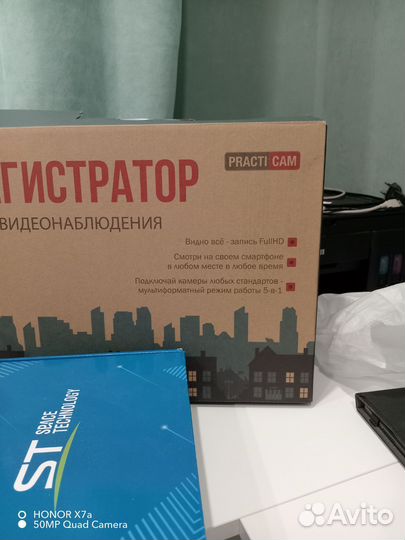 PRACTI CAM
ГИСТРАТОР
ВИДЕОНАБЛЮДЕНИЯ
Видно всё - запись FullHD
Смотри на своем смартфоне
в любом месте в любое время
Подключай камеры любых стандартов -
мультиформатный режим работы 5-в-1
ST
SPACE
TECHNOLOGY
HONOR X7a
50MP Quad Camera
Avito